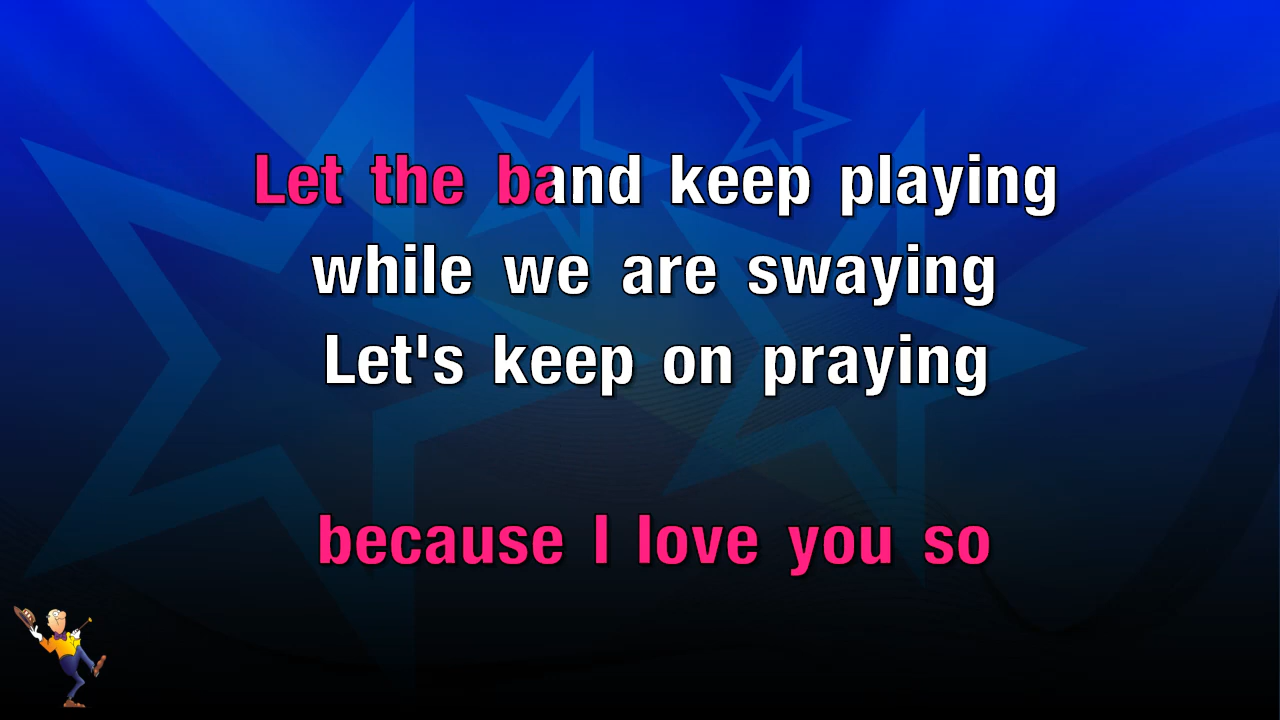 Let the band keep playing
while we are swaying
Let's keep on praying
because I love you so